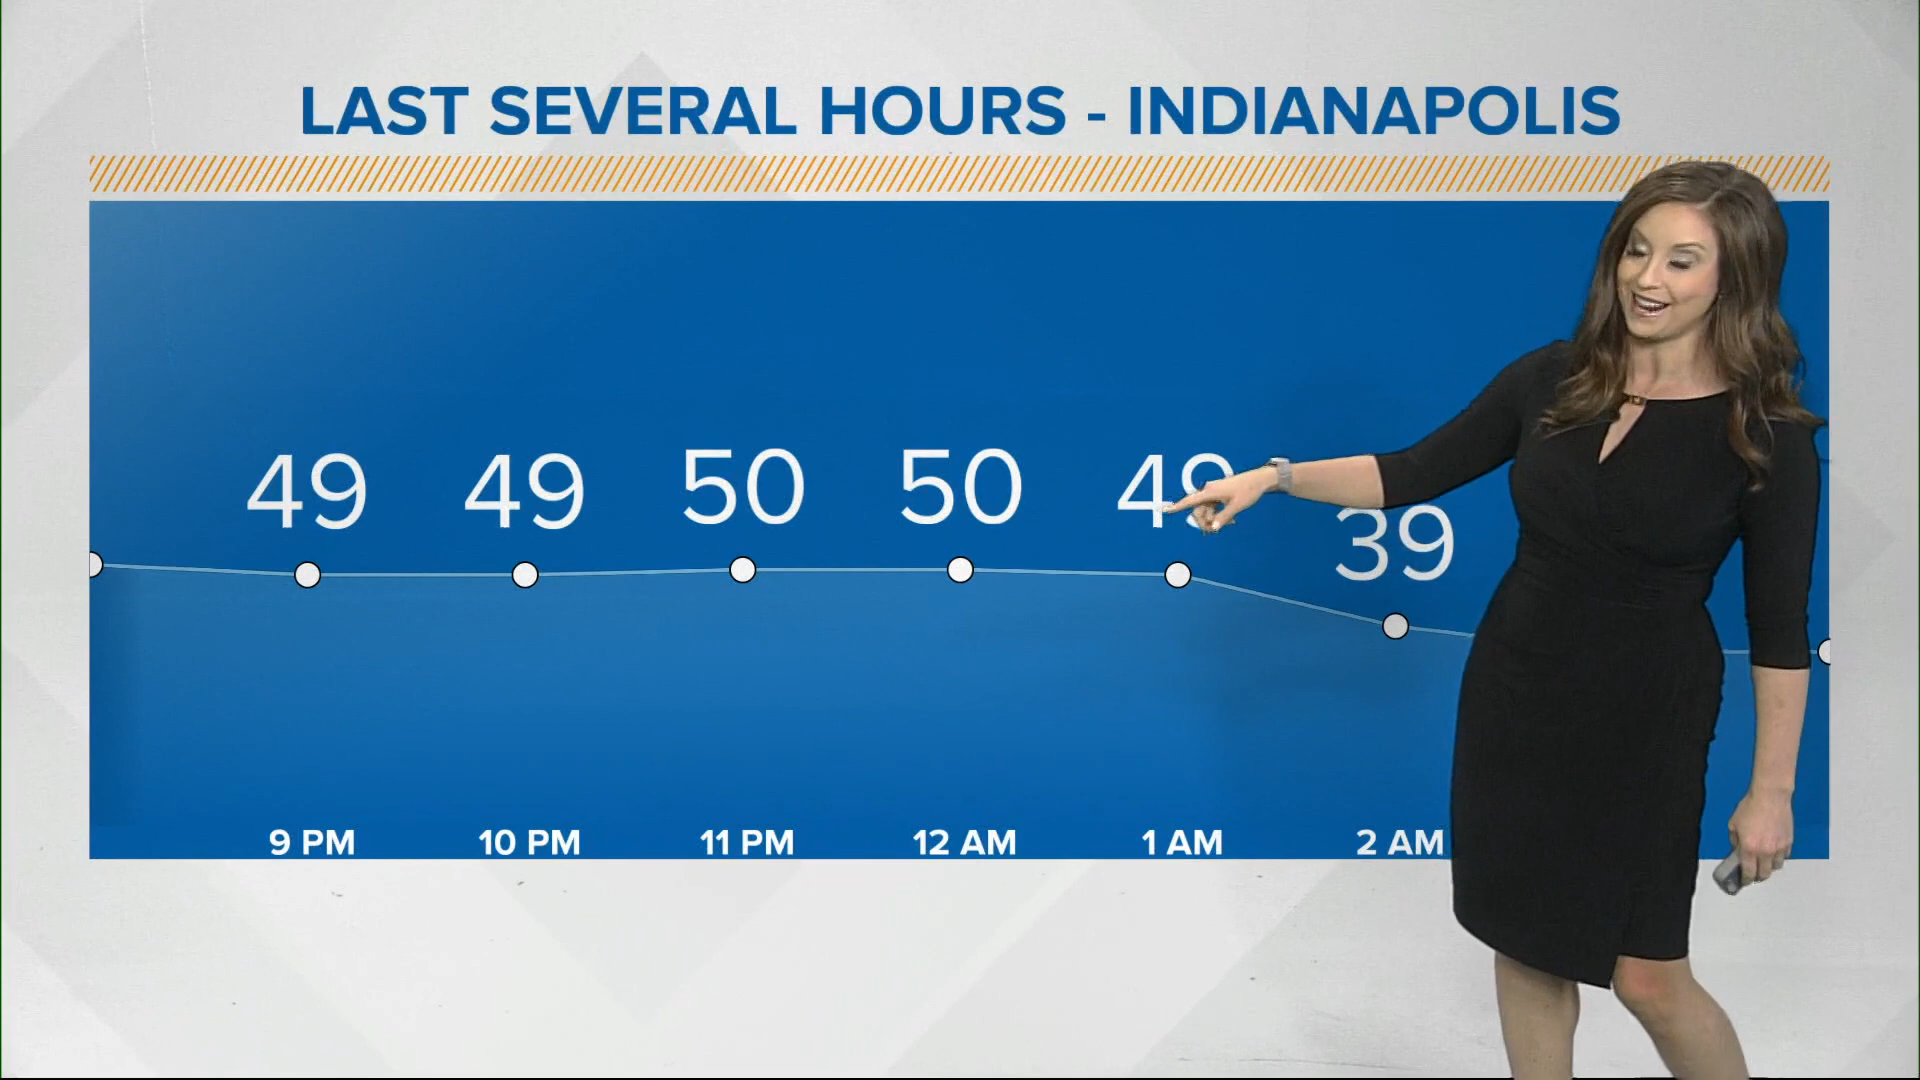 LAST SEVERAL HOURS - INDIANAPOLIS
49 49 50 50 49 39
9 PM 10 PM 11 PM 12 AM 1 AM 2 AM